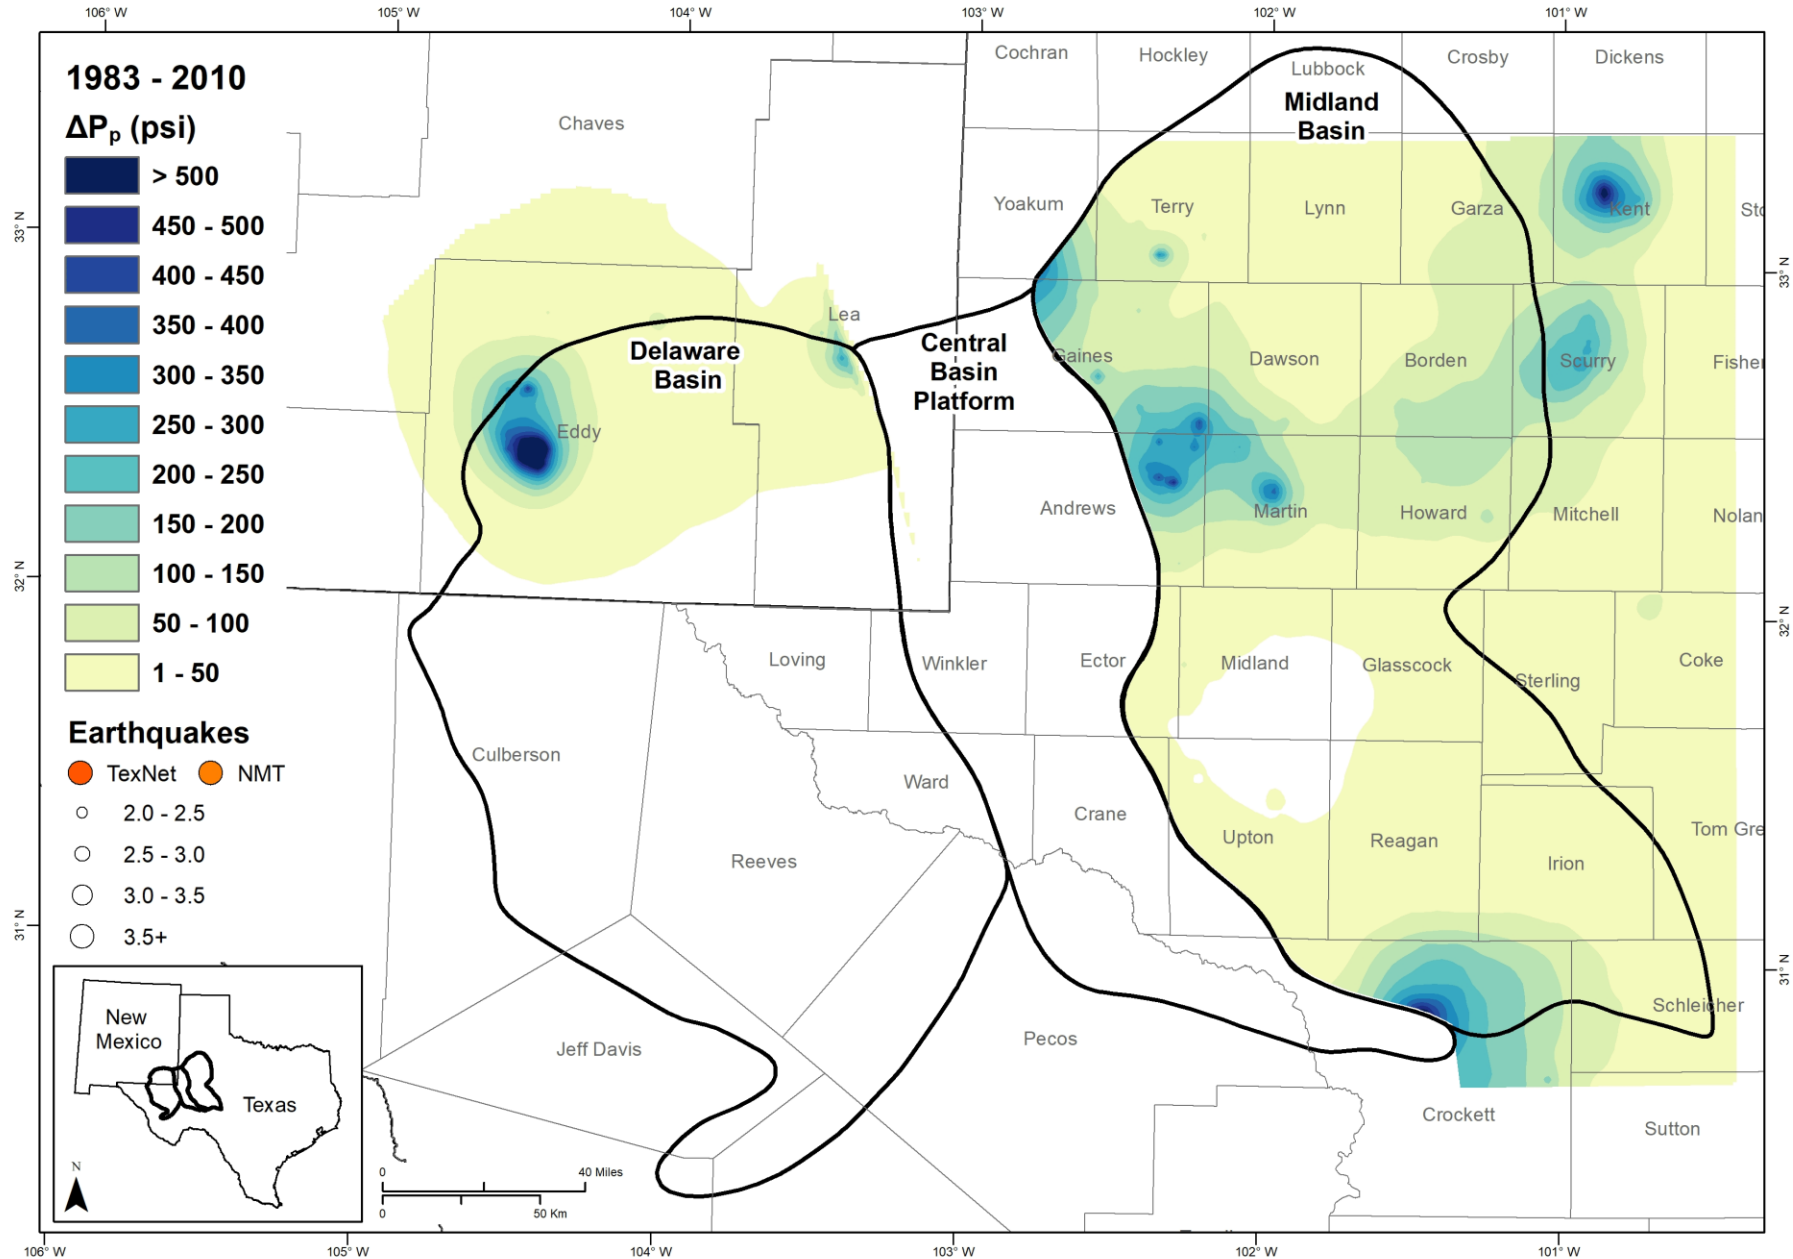 106° W 105° W 104° W 103° W 102° W 101° W
1983 - 2010
ΔPₚ (psi)
> 500
450 - 500
400 - 450
350 - 400
300 - 350
250 - 300
200 - 250
150 - 200
100 - 150
50 - 100
1 - 50
Earthquakes
TexNet NMT
2.0 - 2.5
2.5 - 3.0
3.0 - 3.5
3.5+
New
Mexico
Texas
N
0 40 Miles
0 50 Km
33° N
32° N
31° N
33° N
32° N
31° N
Cochran Hockley Lubbock Crosby Dickens
Midland
Basin
Chaves
Yoakum Terry Lynn Garza Kent Sto
Lea
Delaware
Basin
Central
Basin
Platform
Gaines Dawson Borden Scurry Fisher
Eddy
Andrews Martin Howard Mitchell Nolan
Loving Winkler Ector Midland Glasscock Sterling Coke
Culberson Ward Crane
Reeves Upton Reagan Irion Tom Gre
Jeff Davis Pecos Schleicher
Crockett Sutton
106° W 105° W 104° W 103° W 102° W 101° W